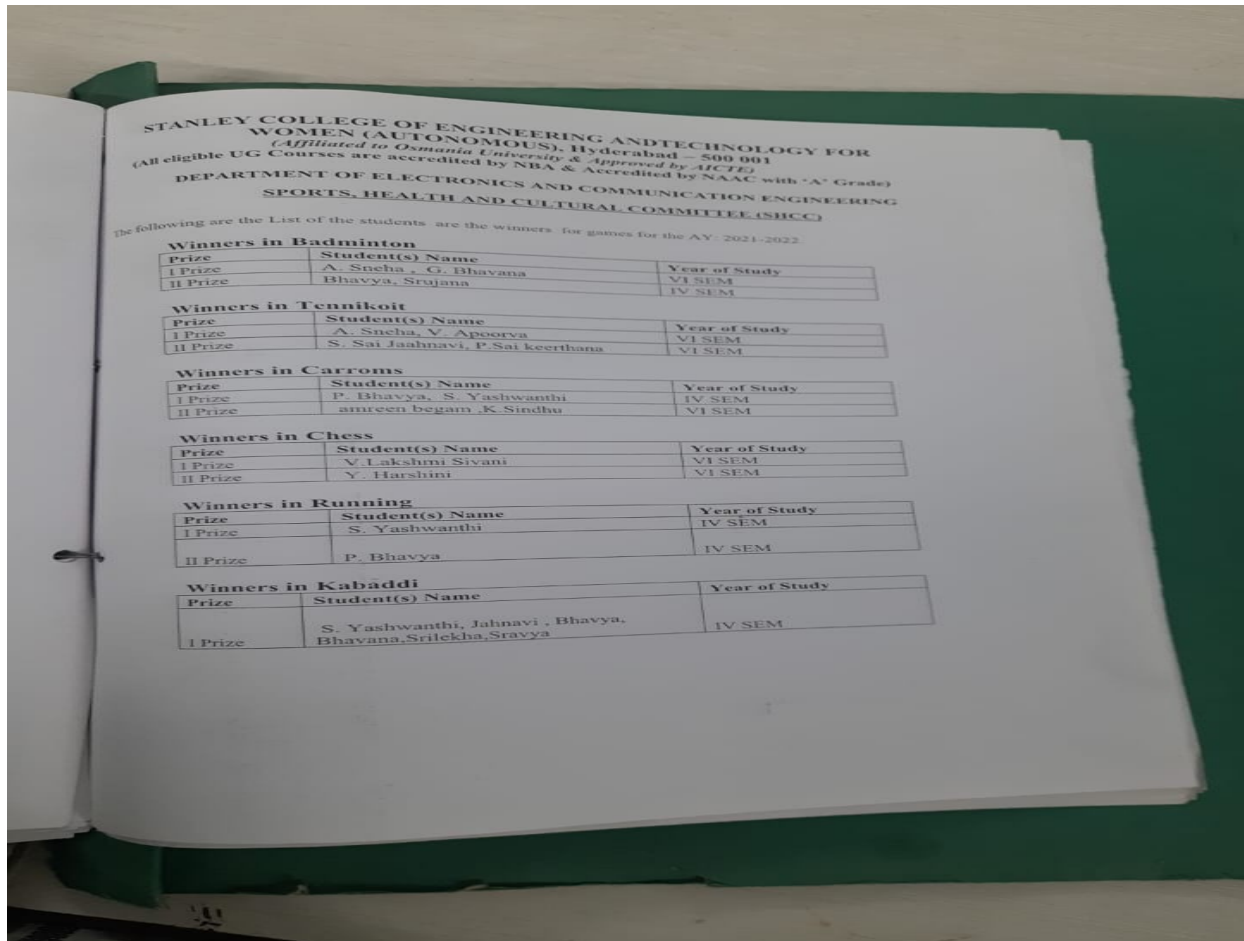 STANLEY COLLEGE OF ENGINEERING ANDTECHNOLOGY FOR
WOMEN (AUTONOMOUS), Hyderabad – 500 001
(Affiliated to Osmania University & Approved by AICTE)
(All eligible UG Courses are accredited by NBA & Accredited by NAAC with ‘A’ Grade)
DEPARTMENT OF ELECTRONICS AND COMMUNICATION ENGINEERING
SPORTS, HEALTH AND CULTURAL COMMITTEE (SHCC)
The following are the List of the students are the winners for games for the AY: 2021-2022
Winners in Badminton
Prize Student(s) Name Year of Study
I Prize A. Sneha , G. Bhavana VI SEM
II Prize Bhavya, Srujana IV SEM
Winners in Tennikoit
Prize Student(s) Name Year of Study
I Prize A. Sneha, V. Apoorva VI SEM
II Prize S. Sai Jaahnavi, P.Sai keerthana VI SEM
Winners in Carroms
Prize Student(s) Name Year of Study
I Prize P. Bhavya, S. Yashwanthi IV SEM
II Prize amreen begam ,K.Sindhu VI SEM
Winners in Chess
Prize Student(s) Name Year of Study
I Prize V.Lakshmi Sivani VI SEM
II Prize Y. Harshini VI SEM
Winners in Running
Prize Student(s) Name Year of Study
I Prize S. Yashwanthi IV SEM
II Prize P. Bhavya IV SEM
Winners in Kabaddi
Prize Student(s) Name Year of Study
S. Yashwanthi, Jahnavi , Bhavya,
I Prize Bhavana,Srilekha,Sravya IV SEM